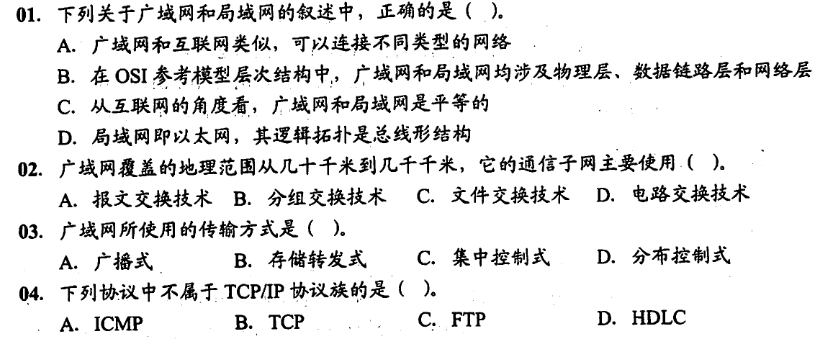 01. 下列关于广域网和局域网的叙述中，正确的是（ ）。
A. 广域网和互联网类似，可以连接不同类型的网络
B. 在 OSI 参考模型层次结构中，广域网和局域网均涉及物理层、数据链路层和网络层
C. 从互联网的角度看，广域网和局域网是平等的
D. 局域网即以太网，其逻辑拓扑是总线形结构
02. 广域网覆盖的地理范围从几十千米到几千千米，它的通信子网主要使用（ ）。
A. 报文交换技术 B. 分组交换技术 C. 文件交换技术 D. 电路交换技术
03. 广域网所使用的传输方式是（ ）。
A. 广播式 B. 存储转发式 C. 集中控制式 D. 分布控制式
04. 下列协议中不属于 TCP/IP 协议族的是（ ）。
A. ICMP B. TCP C. FTP D. HDLC